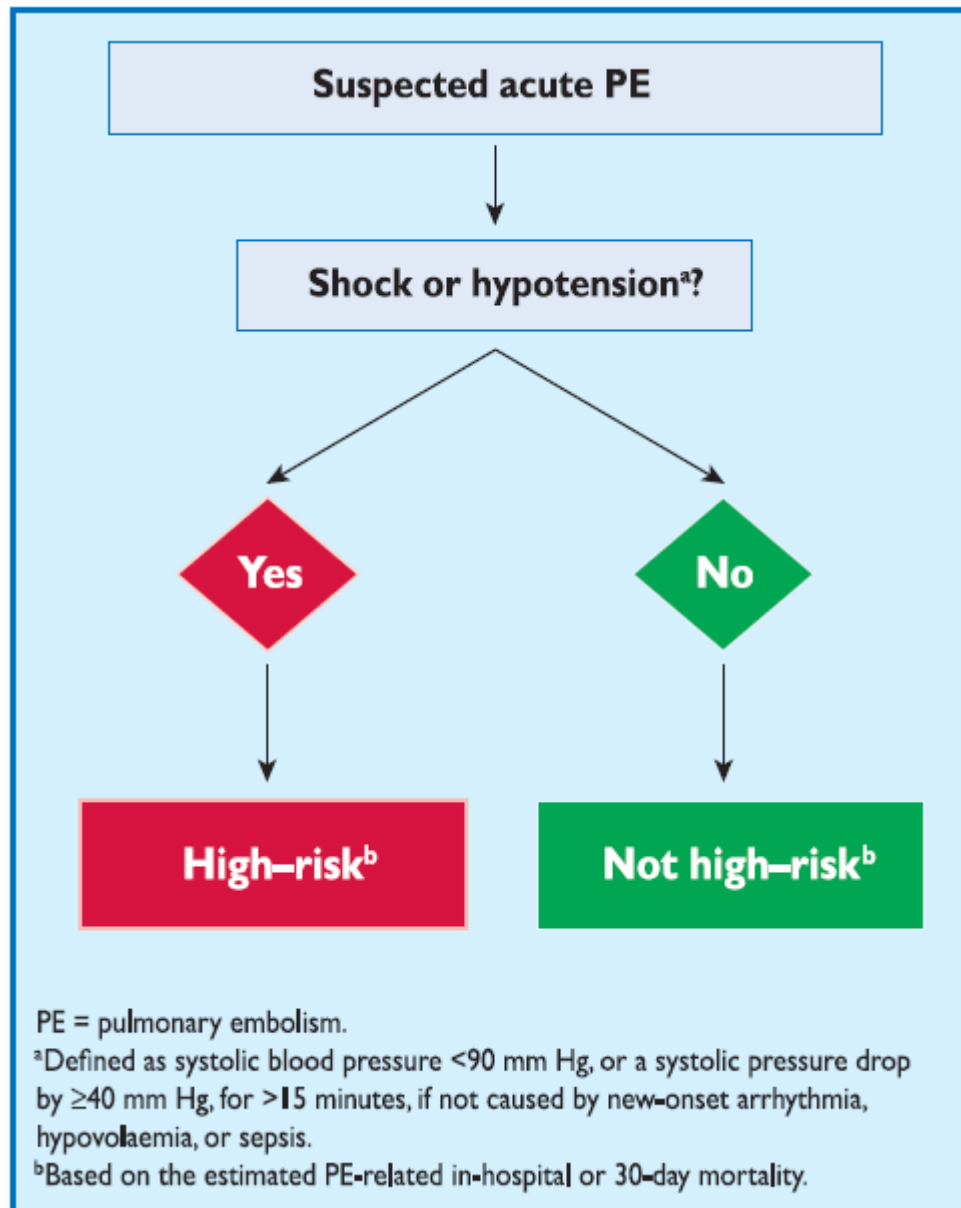 Suspected acute PE
Shock or hypotensionᵃ?
Yes
No
High–riskᵇ
Not high–riskᵇ
PE = pulmonary embolism.
ᵃDefined as systolic blood pressure <90 mm Hg, or a systolic pressure drop
by ≥40 mm Hg, for >15 minutes, if not caused by new-onset arrhythmia,
hypovolaemia, or sepsis.
ᵇBased on the estimated PE-related in-hospital or 30-day mortality.